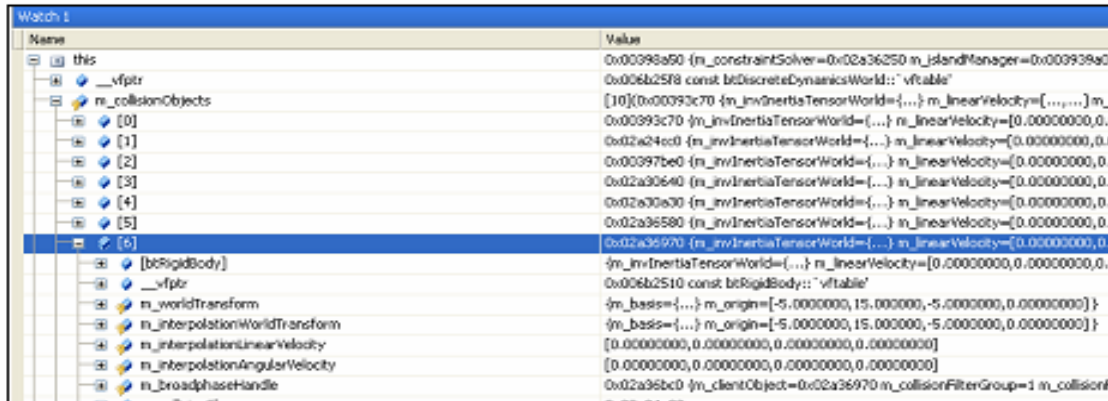 Watch 1
Name Value
this 0x00398a50 {m_constraintSolver=0x02a36250 m_islandManager=0x003939a0
__vfptr 0x006b25f8 const btDiscreteDynamicsWorld::`vftable'
m_collisionObjects [10](0x00393c70 {m_invInertiaTensorWorld={...} m_linearVelocity=[...,...] m_
[0] 0x00393c70 {m_invInertiaTensorWorld={...} m_linearVelocity=[0.00000000,0.
[1] 0x02a24cc0 {m_invInertiaTensorWorld={...} m_linearVelocity=[0.00000000,0.
[2] 0x00397be0 {m_invInertiaTensorWorld={...} m_linearVelocity=[0.00000000,0.
[3] 0x02a30640 {m_invInertiaTensorWorld={...} m_linearVelocity=[0.00000000,0.
[4] 0x02a30a30 {m_invInertiaTensorWorld={...} m_linearVelocity=[0.00000000,0.
[5] 0x02a36580 {m_invInertiaTensorWorld={...} m_linearVelocity=[0.00000000,0.
[6] 0x02a36970 {m_invInertiaTensorWorld={...} m_linearVelocity=[0.00000000,0.
[btRigidBody] {m_invInertiaTensorWorld={...} m_linearVelocity=[0.00000000,0.00000000,0.
__vfptr 0x006b2510 const btRigidBody::`vftable'
m_worldTransform {m_basis={...} m_origin=[-5.0000000,15.000000,-5.0000000,0.00000000] }
m_interpolationWorldTransform {m_basis={...} m_origin=[-5.0000000,15.000000,-5.0000000,0.00000000] }
m_interpolationLinearVelocity [0.00000000,0.00000000,0.00000000,0.00000000]
m_interpolationAngularVelocity [0.00000000,0.00000000,0.00000000,0.00000000]
m_broadphaseHandle 0x02a36bc0 {m_clientObject=0x02a36970 m_collisionFilterGroup=1 m_collisionF